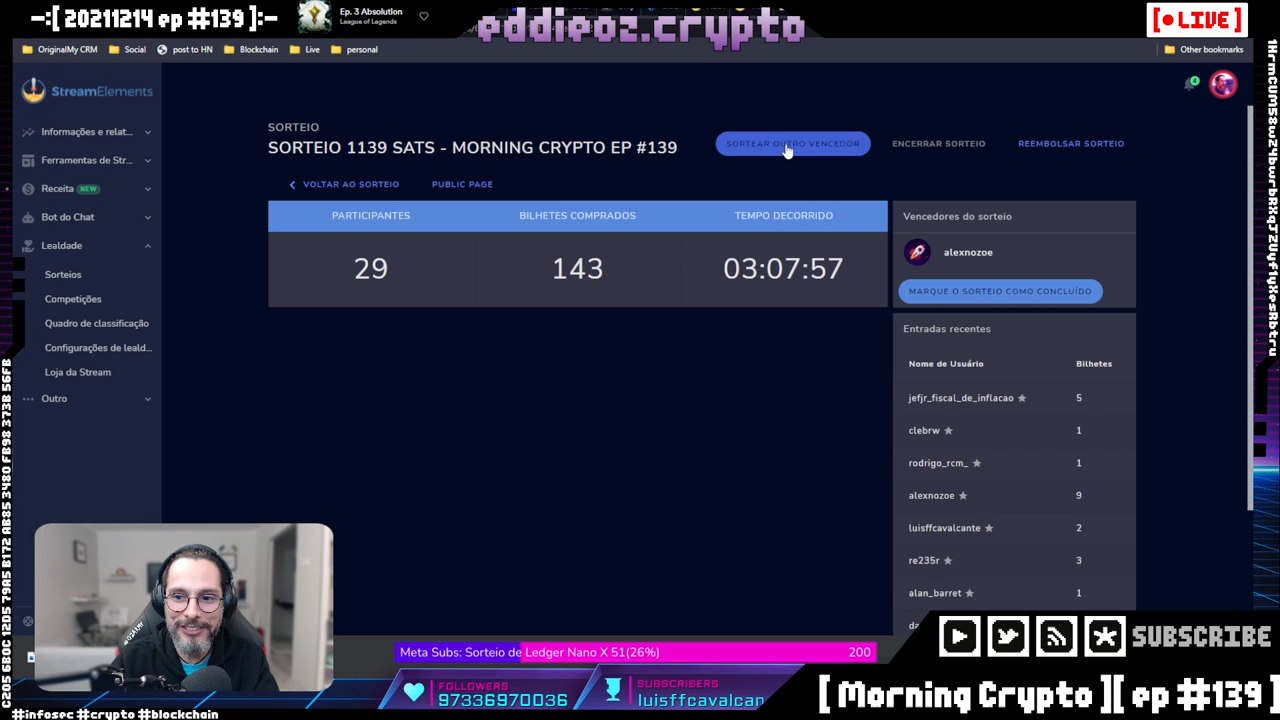 -:[ 20211214 ep #139 ]:-
Ep. 3 Absolution
League of Legends
eddieoz.crypto
[• LIVE ]
OriginalMy CRM
Social
post to HN
Blockchain
Live
personal
Other bookmarks
StreamElements
4
Informações e relat...
Ferramentas de Str...
Receita NEW
Bot do Chat
Lealdade
Sorteios
Competições
Quadro de classificação
Configurações de leald...
Loja da Stream
Outro
SORTEIO
SORTEIO 1139 SATS - MORNING CRYPTO EP #139
SORTEAR OUTRO VENCEDOR
ENCERRAR SORTEIO
REEMBOLSAR SORTEIO
VOLTAR AO SORTEIO
PUBLIC PAGE
PARTICIPANTES
BILHETES COMPRADOS
TEMPO DECORRIDO
29
143
03:07:57
Vencedores do sorteio
alexnozoe
MARQUE O SORTEIO COMO CONCLUÍDO
Entradas recentes
Nome de Usuário Bilhetes
jefjr_fiscal_de_inflacao 5
clebrw 1
rodrigo_rcm_ 1
alexnozoe 9
luisffcavalcante 2
re235r 3
alan_barret 1
Meta Subs: Sorteio de Ledger Nano X 51(26%) 200
FOLLOWERS
97336970036
SUBSCRIBERS
luisffcavalcan
SUBSCRIBE
[ Morning Crypto ][ ep #139 ]
#infosec #crypto #blockchain